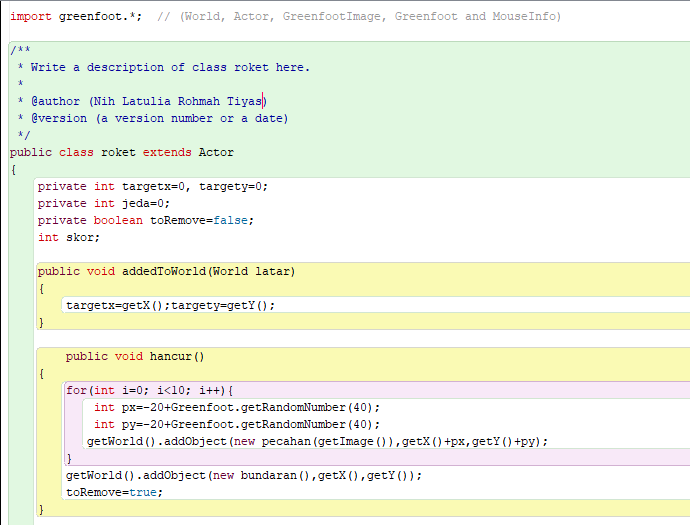 import greenfoot.*;  // (World, Actor, GreenfootImage, Greenfoot and MouseInfo)
/**
 * Write a description of class roket here.
 *
 * @author (Nih Latulia Rohmah Tiyas)
 * @version (a version number or a date)
 */
public class roket extends Actor
{
    private int targetx=0, targety=0;
    private int jeda=0;
    private boolean toRemove=false;
    int skor;
    public void addedToWorld(World latar)
    {
        targetx=getX();targety=getY();
    }
        public void hancur()
    {
        for(int i=0; i<10; i++){
            int px=-20+Greenfoot.getRandomNumber(40);
            int py=-20+Greenfoot.getRandomNumber(40);
           getWorld().addObject(new pecahan(getImage()),getX()+px,getY()+py);
        }
        getWorld().addObject(new bundaran(),getX(),getY());
        toRemove=true;
    }